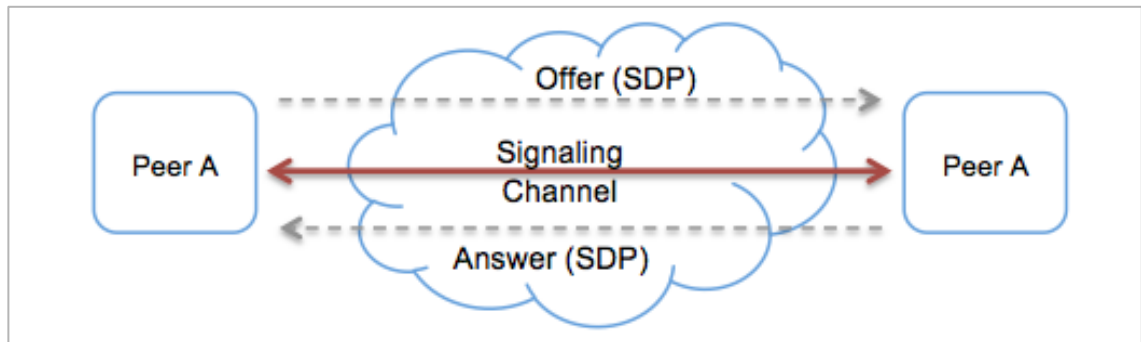 Offer (SDP)
Peer A
Signaling
Channel
Peer A
Answer (SDP)